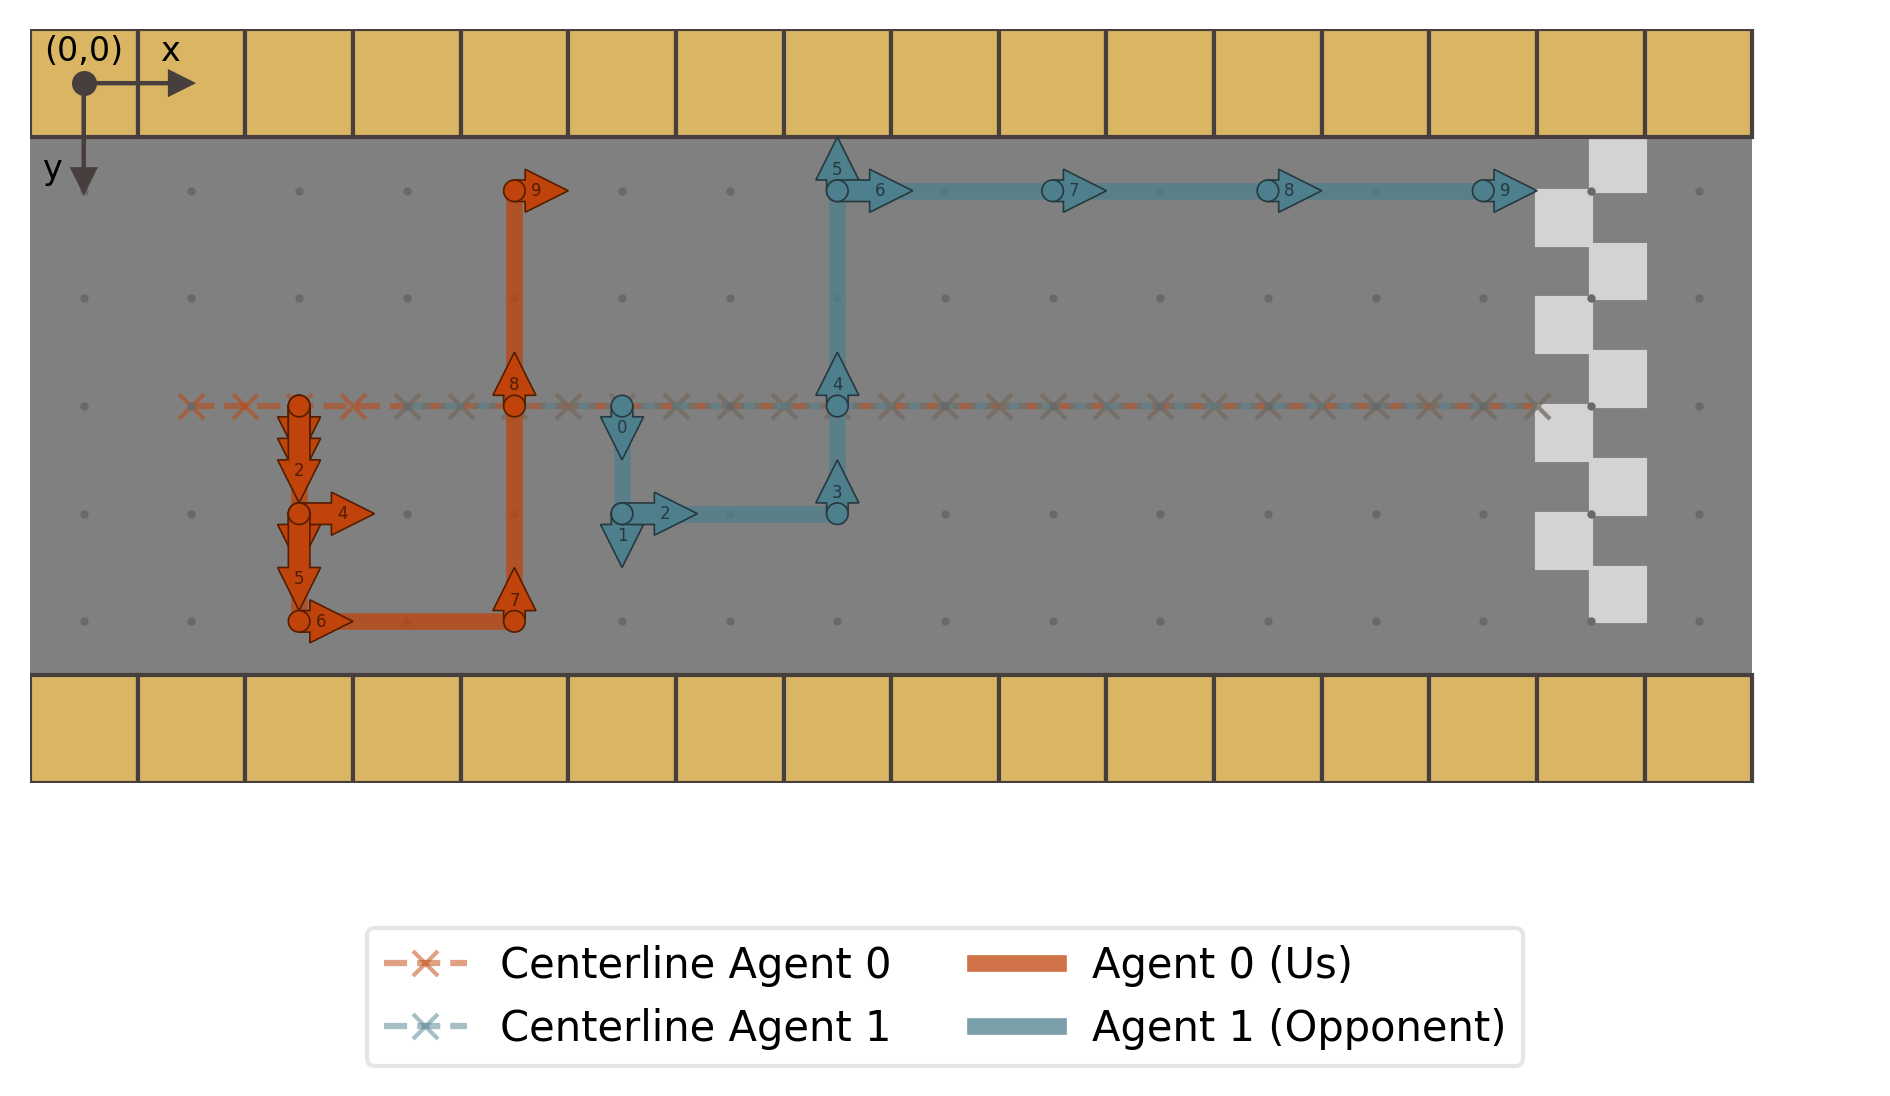 (0,0) x
y
5
9 6 7 8 9
8 4
0
2
4 2 3
1
5
6 7
Centerline Agent 0 Agent 0 (Us)
Centerline Agent 1 Agent 1 (Opponent)